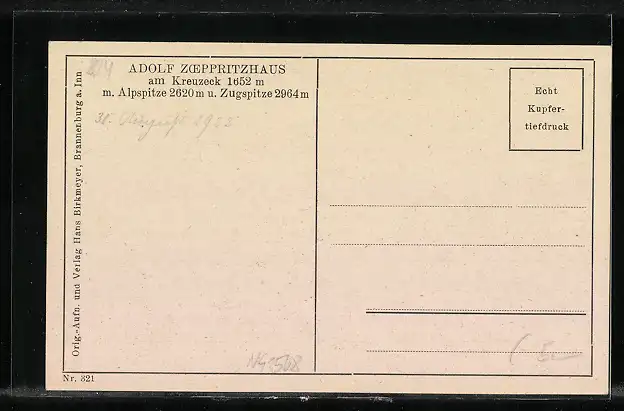 ADOLF ZŒPPRITZHAUS
am Kreuzeck 1652 m
m. Alpspitze 2620 m u. Zugspitze 2964 m
Echt
Kupfer-
tiefdruck
Orig.-Aufn. und Verlag Hans Birkmeyer, Brannenburg a. Inn
Nr. 321